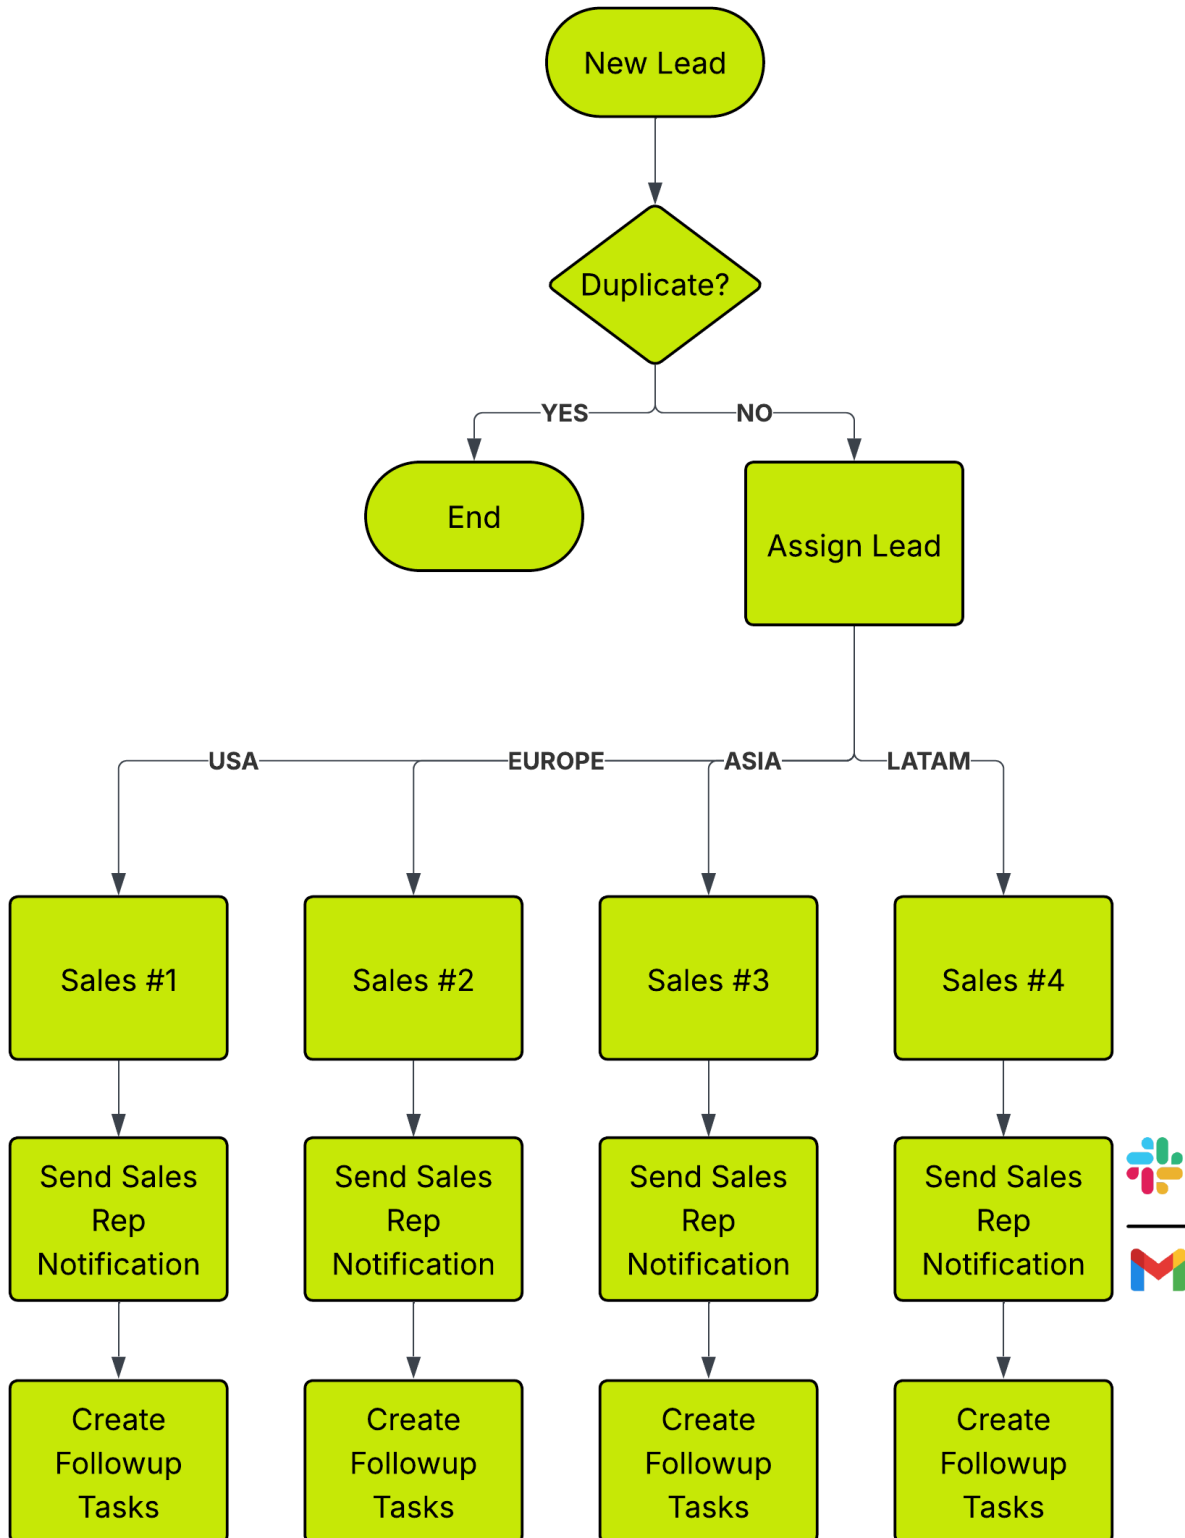 New Lead
Duplicate?
YES
NO
End
Assign Lead
USA
EUROPE
ASIA
LATAM
Sales #1
Sales #2
Sales #3
Sales #4
Send Sales
Rep
Notification
Send Sales
Rep
Notification
Send Sales
Rep
Notification
Send Sales
Rep
Notification
Create
Followup
Tasks
Create
Followup
Tasks
Create
Followup
Tasks
Create
Followup
Tasks